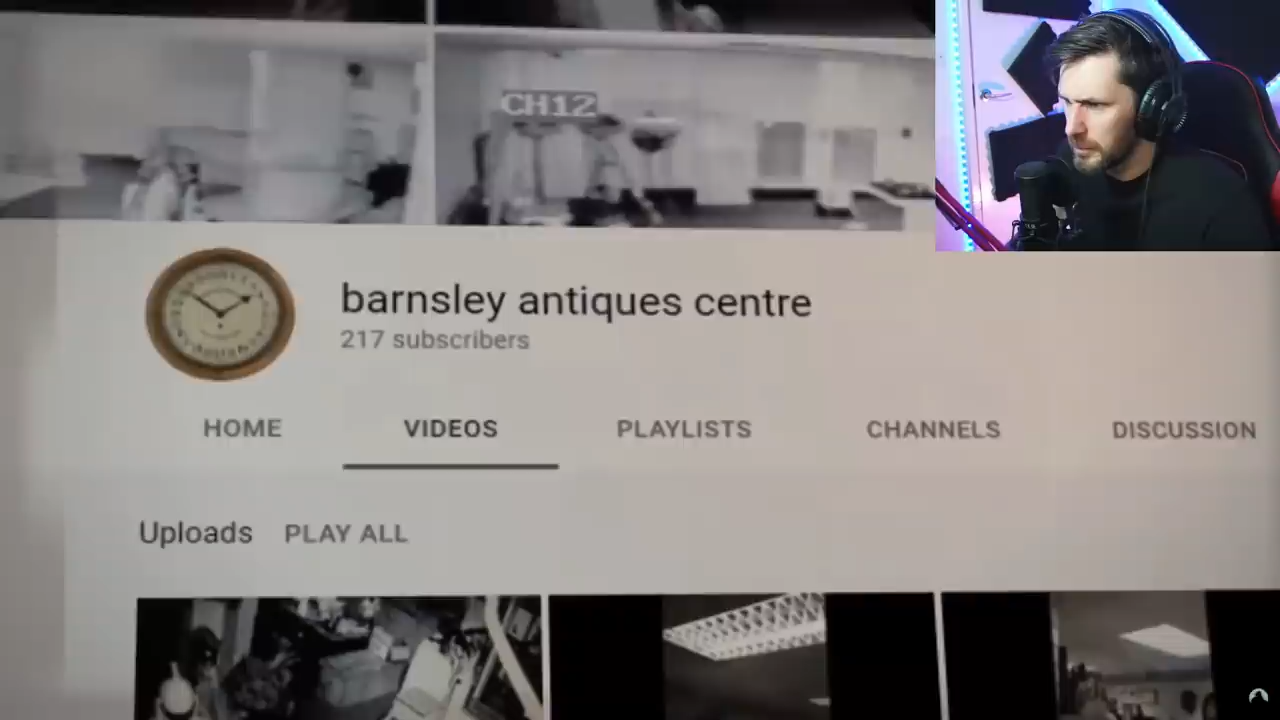 CH12
barnsley antiques centre
217 subscribers
HOME VIDEOS PLAYLISTS CHANNELS DISCUSSION
Uploads PLAY ALL